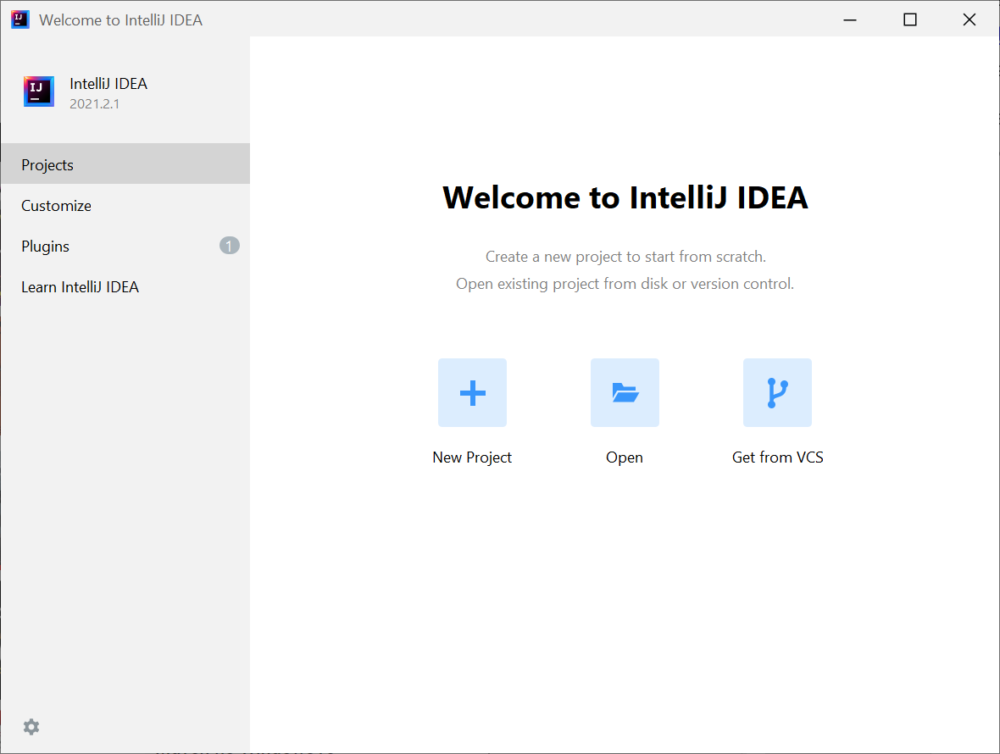 Welcome to IntelliJ IDEA
IJ
IntelliJ IDEA
2021.2.1
Projects
Customize
Plugins
1
Learn IntelliJ IDEA
Welcome to IntelliJ IDEA
Create a new project to start from scratch.
Open existing project from disk or version control.
New Project
Open
Get from VCS